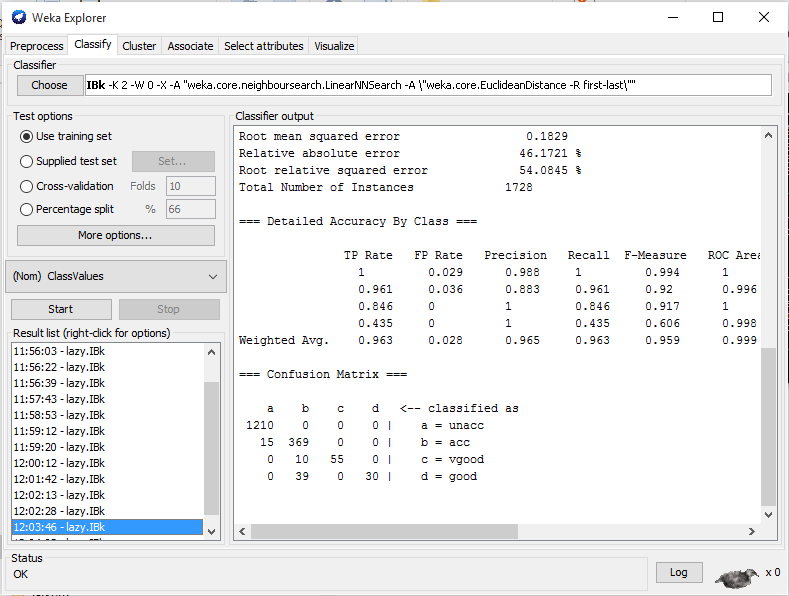 Weka Explorer
Preprocess Classify Cluster Associate Select attributes Visualize
Classifier
Choose IBk -K 2 -W 0 -X -A "weka.core.neighboursearch.LinearNNSearch -A \"weka.core.EuclideanDistance -R first-last\""
Test options
Use training set
Supplied test set Set...
Cross-validation Folds 10
Percentage split % 66
More options...
(Nom) ClassValues
Start Stop
Result list (right-click for options)
11:56:03 - lazy.IBk
11:56:22 - lazy.IBk
11:56:39 - lazy.IBk
11:57:43 - lazy.IBk
11:58:53 - lazy.IBk
11:59:12 - lazy.IBk
11:59:20 - lazy.IBk
12:00:12 - lazy.IBk
12:01:42 - lazy.IBk
12:02:13 - lazy.IBk
12:02:28 - lazy.IBk
12:03:46 - lazy.IBk
Classifier output
Root mean squared error 0.1829
Relative absolute error 46.1721 %
Root relative squared error 54.0845 %
Total Number of Instances 1728
=== Detailed Accuracy By Class ===
TP Rate FP Rate Precision Recall F-Measure ROC Area
1 0.029 0.988 1 0.994 1
0.961 0.036 0.883 0.961 0.92 0.996
0.846 0 1 0.846 0.917 1
0.435 0 1 0.435 0.606 0.998
Weighted Avg. 0.963 0.028 0.965 0.963 0.959 0.999
=== Confusion Matrix ===
a b c d <-- classified as
1210 0 0 0 | a = unacc
15 369 0 0 | b = acc
0 10 55 0 | c = vgood
0 39 0 30 | d = good
Status
OK
Log x 0